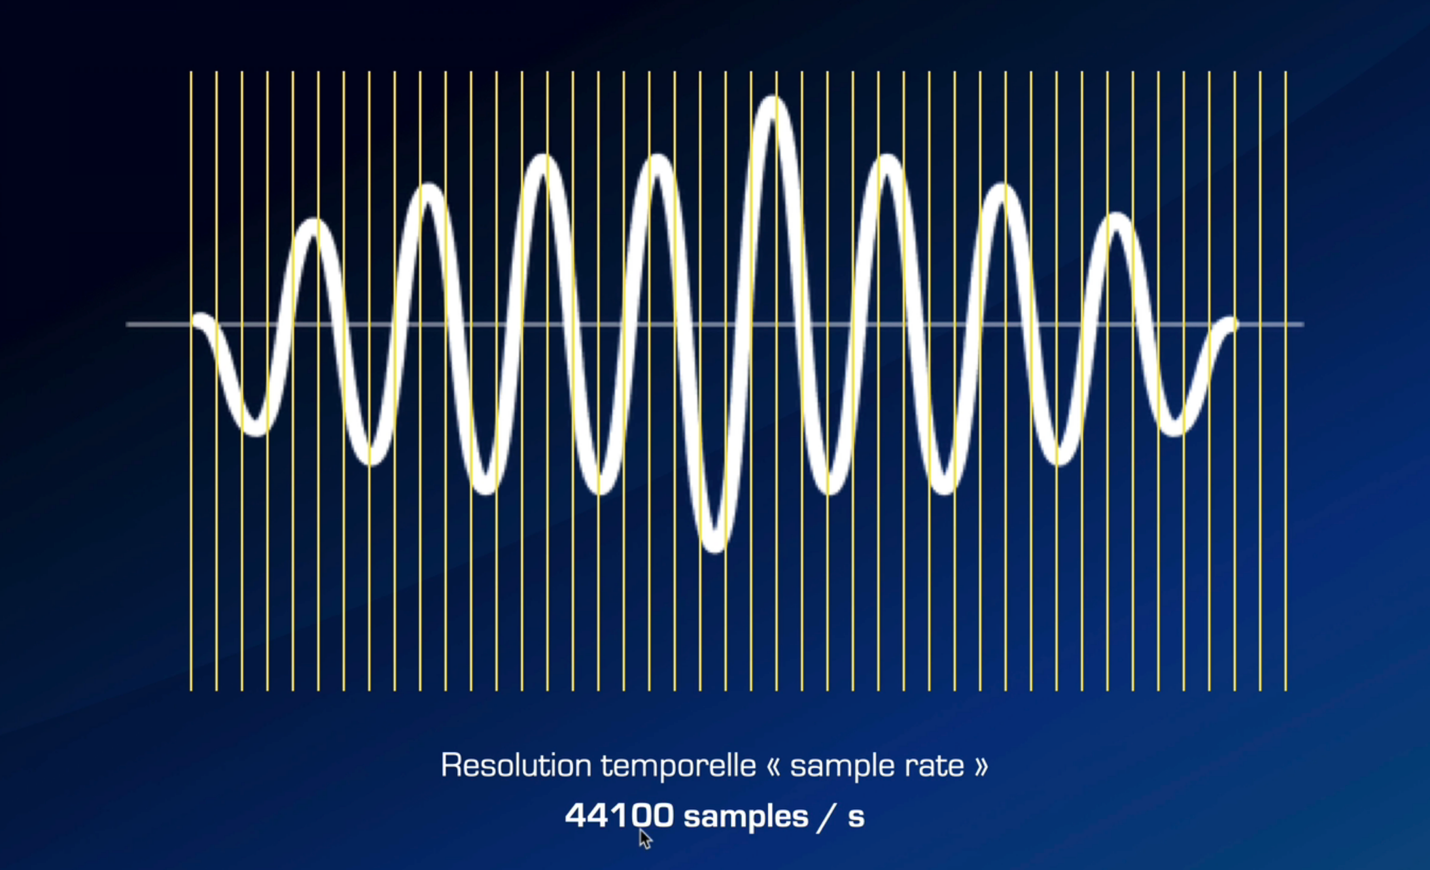 Resolution temporelle « sample rate »
44100 samples / s